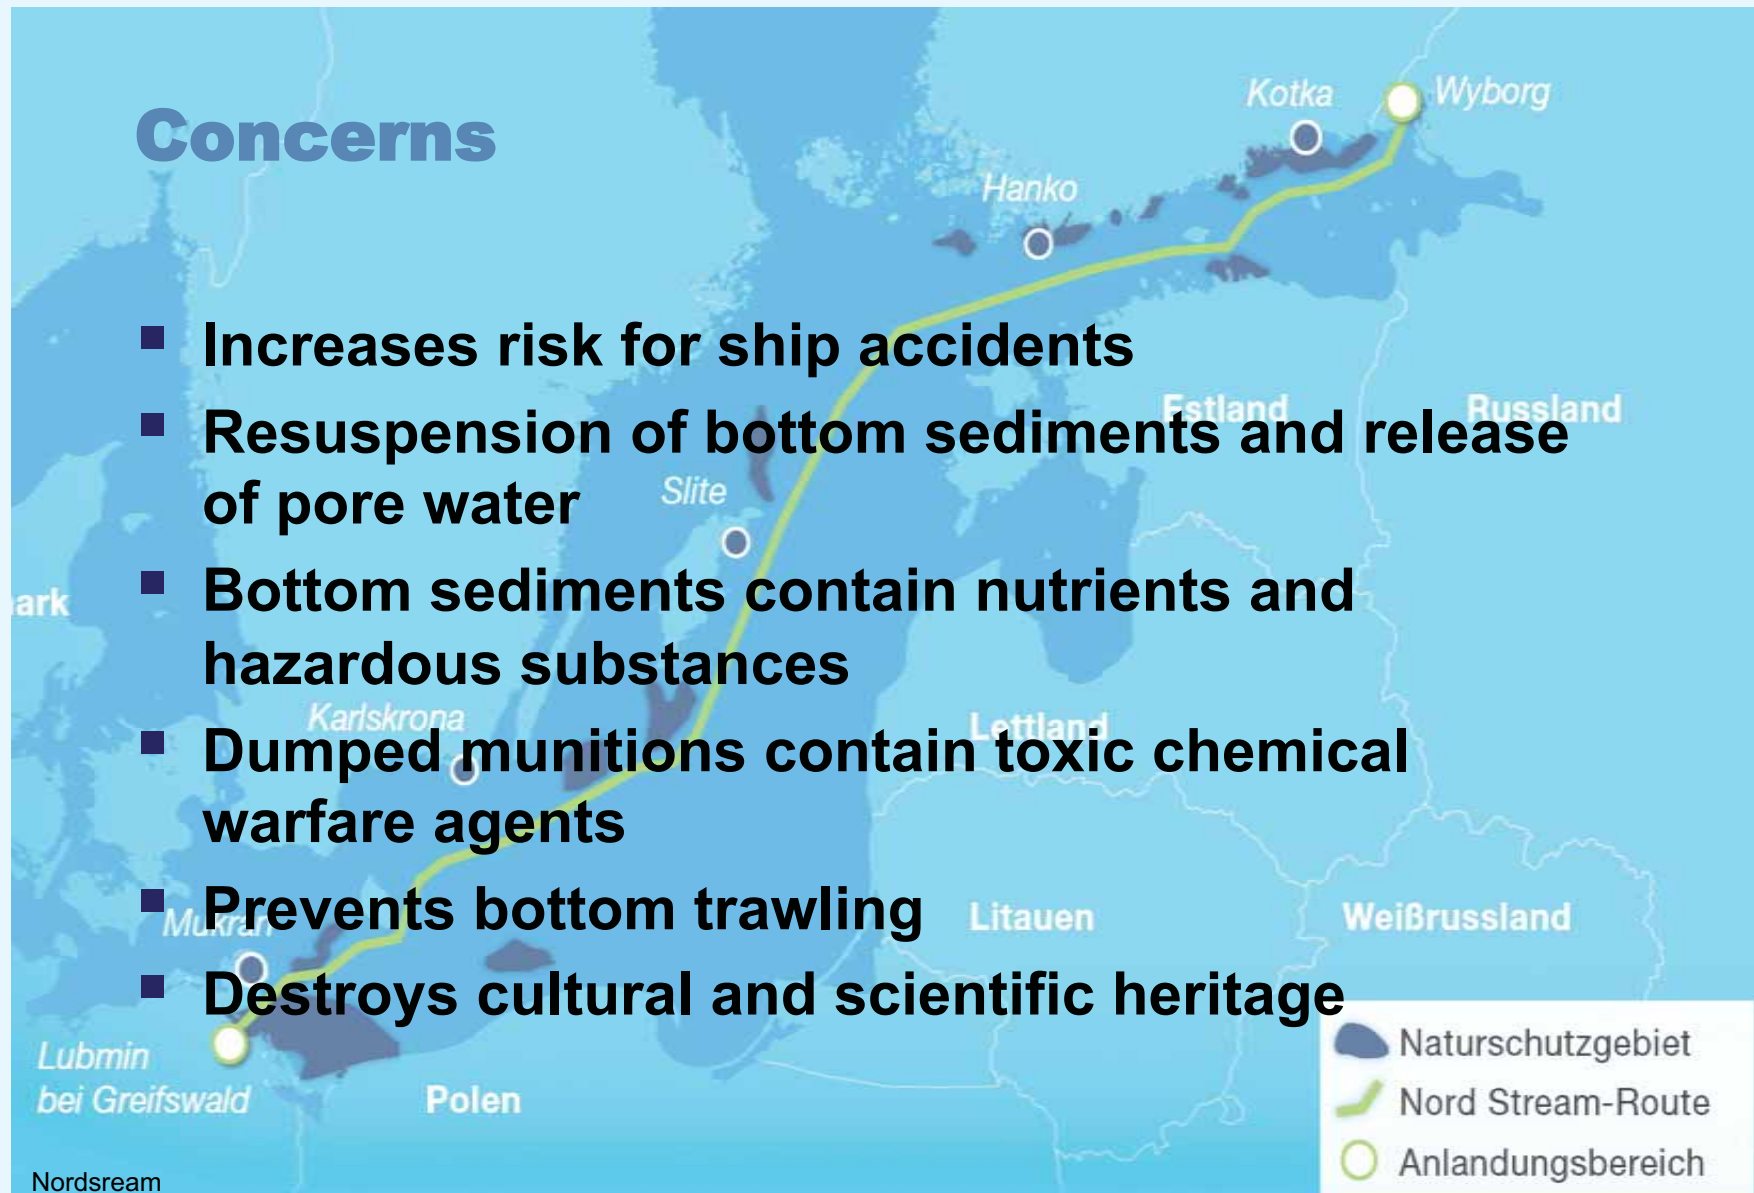 Concerns
Kotka
Wyborg
Hanko
■ Increases risk for ship accidents
Estland
Russland
■ Resuspension of bottom sediments and release
of pore water
Slite
■ Bottom sediments contain nutrients and
hazardous substances
ark
Karlskrona
Lettland
■ Dumped munitions contain toxic chemical
warfare agents
■ Prevents bottom trawling
Mukran
Litauen
Weißrussland
■ Destroys cultural and scientific heritage
Lubmin
bei Greifswald
Polen
Naturschutzgebiet
Nord Stream-Route
Anlandungsbereich
Nordsream